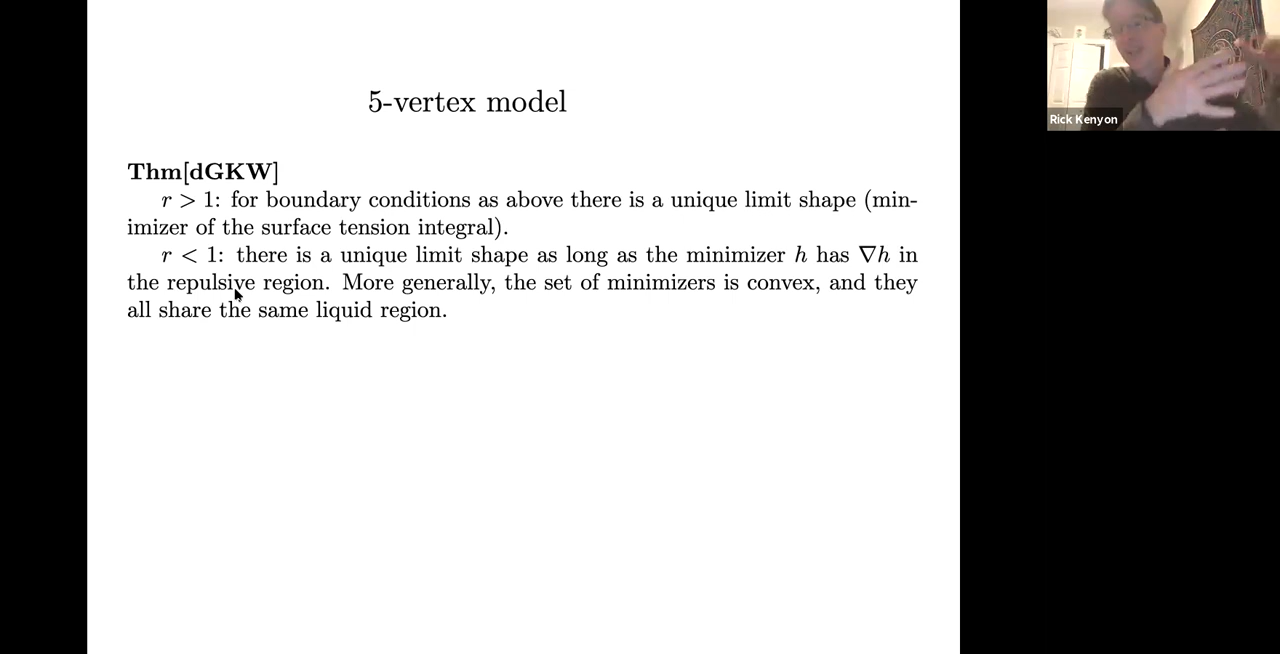 5-vertex model
Rick Kenyon
Thm[dGKW]
r > 1: for boundary conditions as above there is a unique limit shape (min-
imizer of the surface tension integral).
r < 1: there is a unique limit shape as long as the minimizer h has ∇h in
the repulsive region. More generally, the set of minimizers is convex, and they
all share the same liquid region.